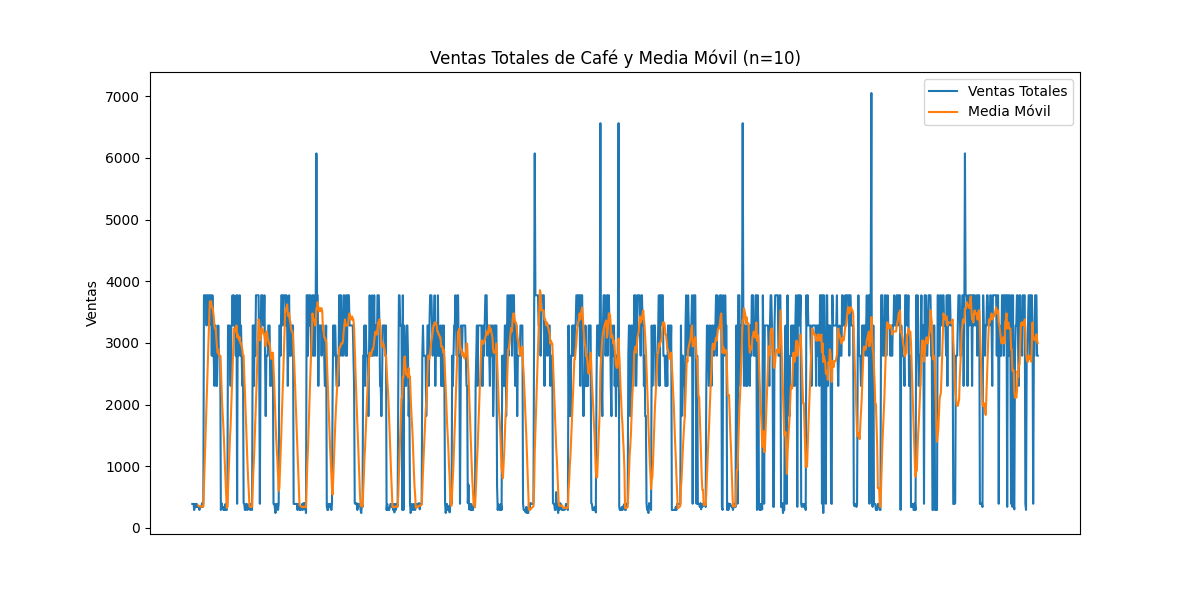 Ventas Totales de Café y Media Móvil (n=10)
Ventas Totales
Media Móvil
7000
6000
5000
4000
3000
2000
1000
0
Ventas